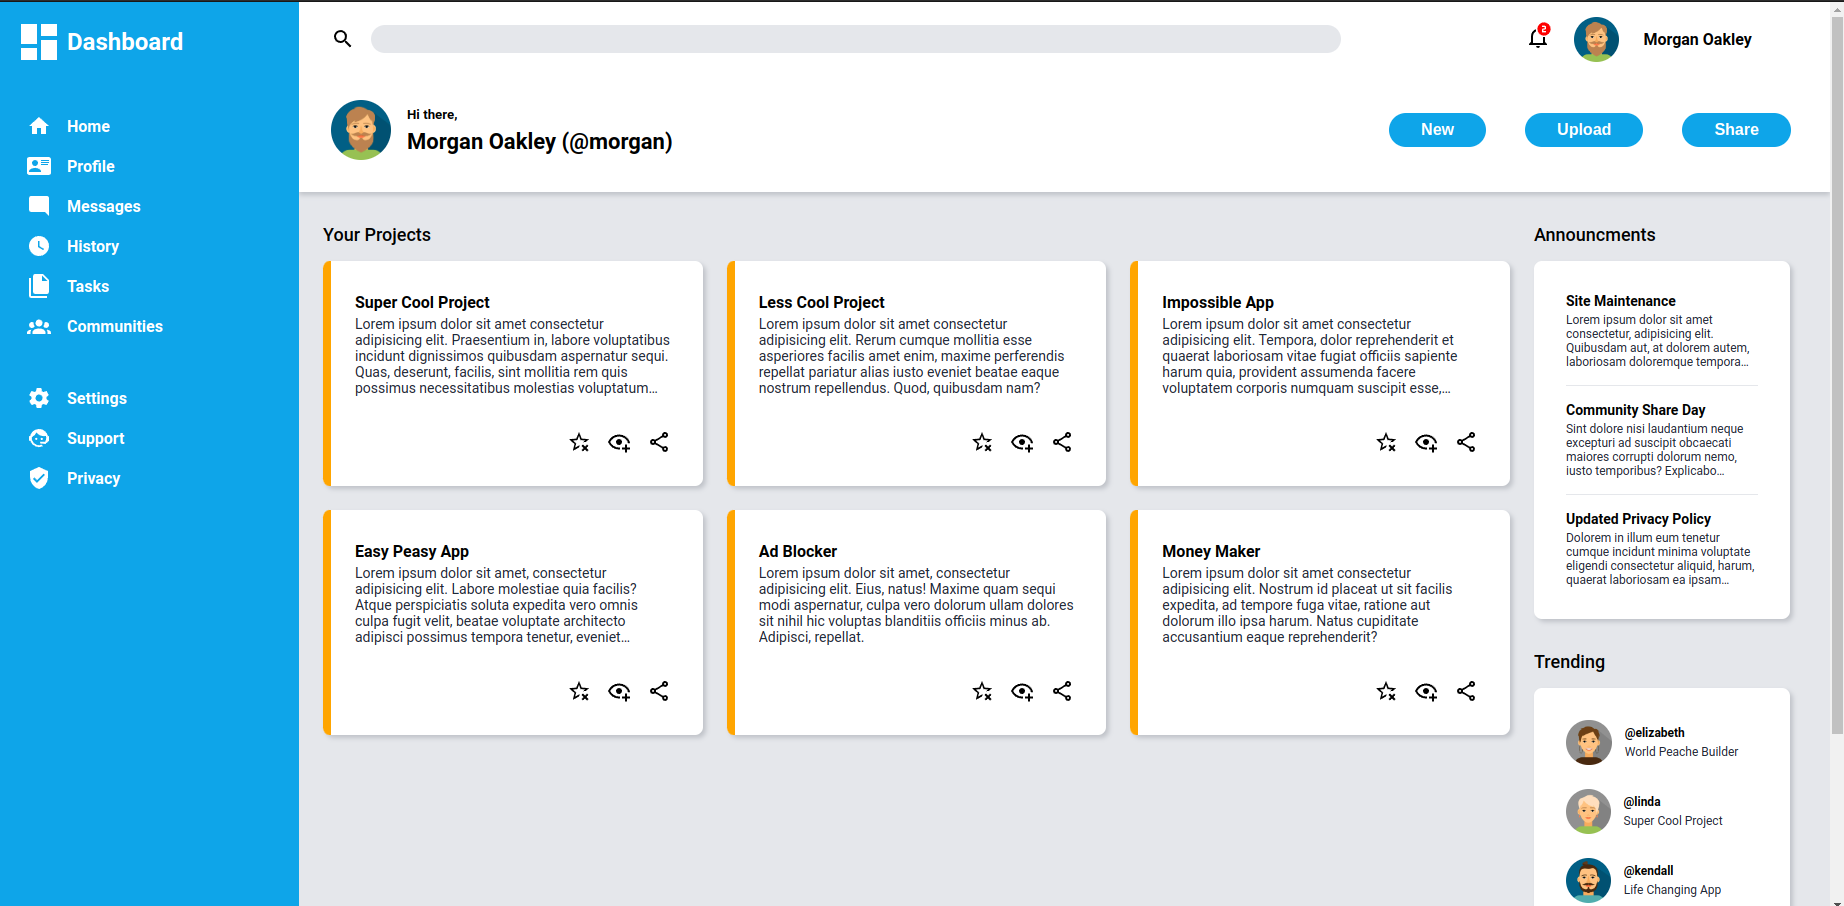 Dashboard
Home
Profile
Messages
History
Tasks
Communities
Settings
Support
Privacy
2
Morgan Oakley
Hi there,
Morgan Oakley (@morgan)
New
Upload
Share
Your Projects
Super Cool Project
Lorem ipsum dolor sit amet consectetur
adipisicing elit. Praesentium in, labore voluptatibus
incidunt dignissimos quibusdam aspernatur sequi.
Quas, deserunt, facilis, sint mollitia rem quis
possimus necessitatibus molestias voluptatum...
Less Cool Project
Lorem ipsum dolor sit amet consectetur
adipisicing elit. Rerum cumque mollitia esse
asperiores facilis amet enim, maxime perferendis
repellat pariatur alias iusto eveniet beatae eaque
nostrum repellendus. Quod, quibusdam nam?
Impossible App
Lorem ipsum dolor sit amet consectetur
adipisicing elit. Tempora, dolor reprehenderit et
quaerat laboriosam vitae fugiat officiis sapiente
harum quia, provident assumenda facere
voluptatem corporis numquam suscipit esse,...
Easy Peasy App
Lorem ipsum dolor sit amet, consectetur
adipisicing elit. Labore molestiae quia facilis?
Atque perspiciatis soluta expedita vero omnis
culpa fugit velit, beatae voluptate architecto
adipisci possimus tempora tenetur, eveniet...
Ad Blocker
Lorem ipsum dolor sit amet, consectetur
adipisicing elit. Eius, natus! Maxime quam sequi
modi aspernatur, culpa vero dolorum ullam dolores
sit nihil hic voluptas blanditiis officiis minus ab.
Adipisci, repellat.
Money Maker
Lorem ipsum dolor sit amet consectetur
adipisicing elit. Nostrum id placeat ut sit facilis
expedita, ad tempore fuga vitae, ratione aut
dolorum illo ipsa harum. Natus cupiditate
accusantium eaque reprehenderit?
Announcments
Site Maintenance
Lorem ipsum dolor sit amet
consectetur, adipisicing elit.
Quibusdam aut, at dolorem autem,
laboriosam doloremque tempora...
Community Share Day
Sint dolore nisi laudantium neque
excepturi ad suscipit obcaecati
maiores corrupti dolorum nemo,
iusto temporibus? Explicabo...
Updated Privacy Policy
Dolorem in illum eum tenetur
cumque incidunt minima voluptate
eligendi consectetur aliquid, harum,
quaerat laboriosam ea ipsam...
Trending
@elizabeth
World Peache Builder
@linda
Super Cool Project
@kendall
Life Changing App